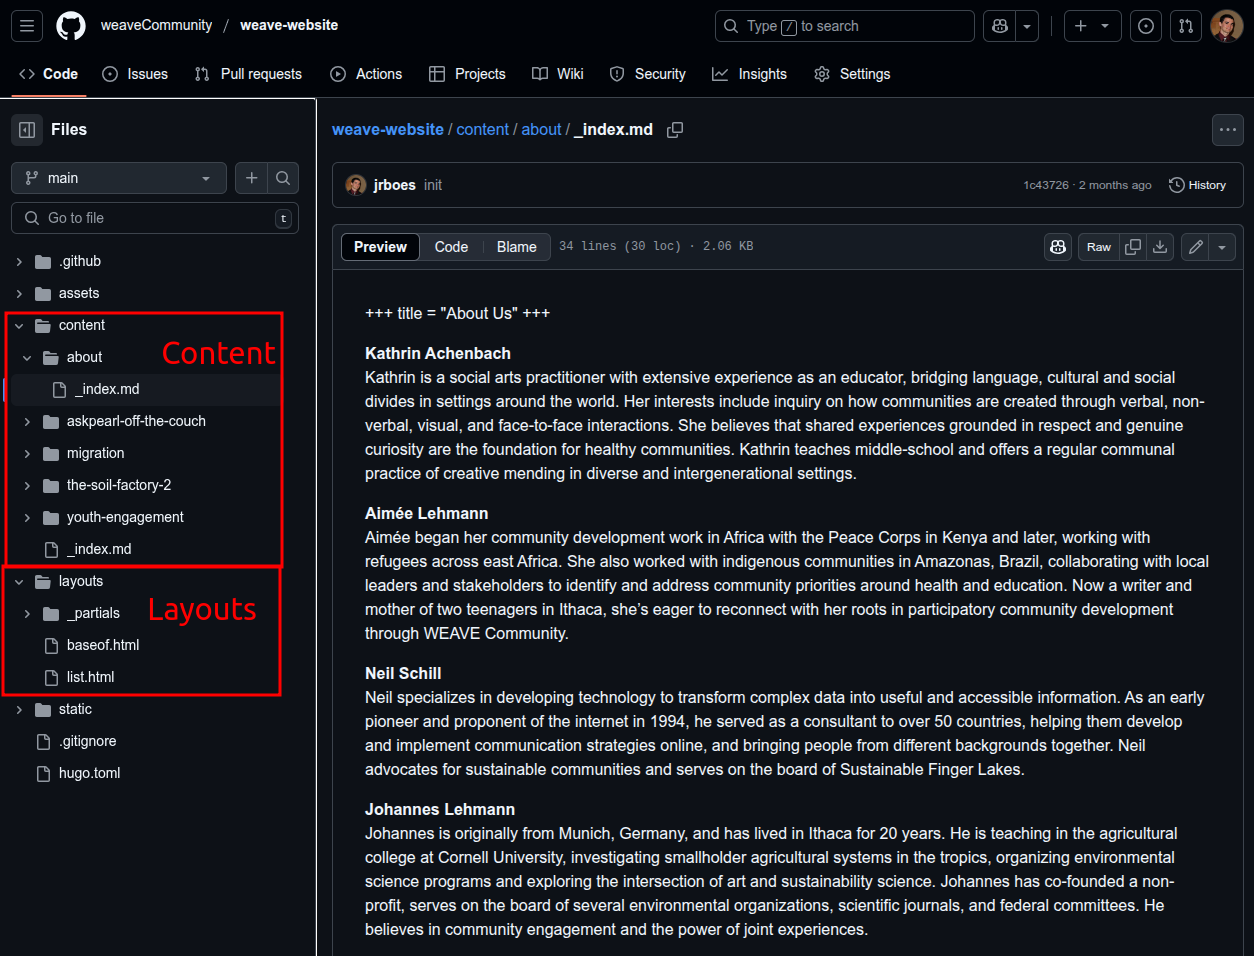 weaveCommunity / weave-website
Type / to search
Code
Issues
Pull requests
Actions
Projects
Wiki
Security
Insights
Settings
Files
main
Go to file
t
.github
assets
content
Content
about
_index.md
askpearl-off-the-couch
migration
the-soil-factory-2
youth-engagement
_index.md
layouts
_partials
Layouts
baseof.html
list.html
static
.gitignore
hugo.toml
weave-website / content / about / _index.md
jrboes init
1c43726 · 2 months ago
History
Preview
Code
Blame
34 lines (30 loc) · 2.06 KB
Raw
+++ title = "About Us" +++
Kathrin Achenbach
Kathrin is a social arts practitioner with extensive experience as an educator, bridging language, cultural and social
divides in settings around the world. Her interests include inquiry on how communities are created through verbal, non-
verbal, visual, and face-to-face interactions. She believes that shared experiences grounded in respect and genuine
curiosity are the foundation for healthy communities. Kathrin teaches middle-school and offers a regular communal
practice of creative mending in diverse and intergenerational settings.
Aimée Lehmann
Aimée began her community development work in Africa with the Peace Corps in Kenya and later, working with
refugees across east Africa. She also worked with indigenous communities in Amazonas, Brazil, collaborating with local
leaders and stakeholders to identify and address community priorities around health and education. Now a writer and
mother of two teenagers in Ithaca, she’s eager to reconnect with her roots in participatory community development
through WEAVE Community.
Neil Schill
Neil specializes in developing technology to transform complex data into useful and accessible information. As an early
pioneer and proponent of the internet in 1994, he served as a consultant to over 50 countries, helping them develop
and implement communication strategies online, and bringing people from different backgrounds together. Neil
advocates for sustainable communities and serves on the board of Sustainable Finger Lakes.
Johannes Lehmann
Johannes is originally from Munich, Germany, and has lived in Ithaca for 20 years. He is teaching in the agricultural
college at Cornell University, investigating smallholder agricultural systems in the tropics, organizing environmental
science programs and exploring the intersection of art and sustainability science. Johannes has co-founded a non-
profit, serves on the board of several environmental organizations, scientific journals, and federal committees. He
believes in community engagement and the power of joint experiences.